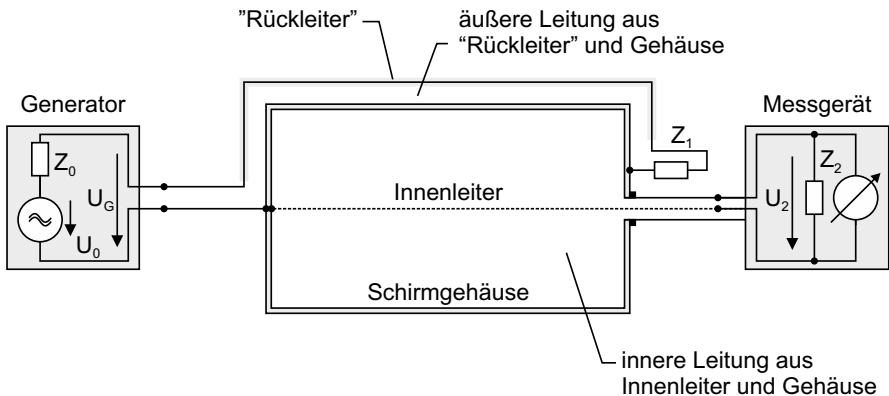 ”Rückleiter”
äußere Leitung aus
“Rückleiter” und Gehäuse
Generator
Messgerät
Z1
Z0
Z2
UG
U0
Innenleiter
U2
Schirmgehäuse
innere Leitung aus
Innenleiter und Gehäuse